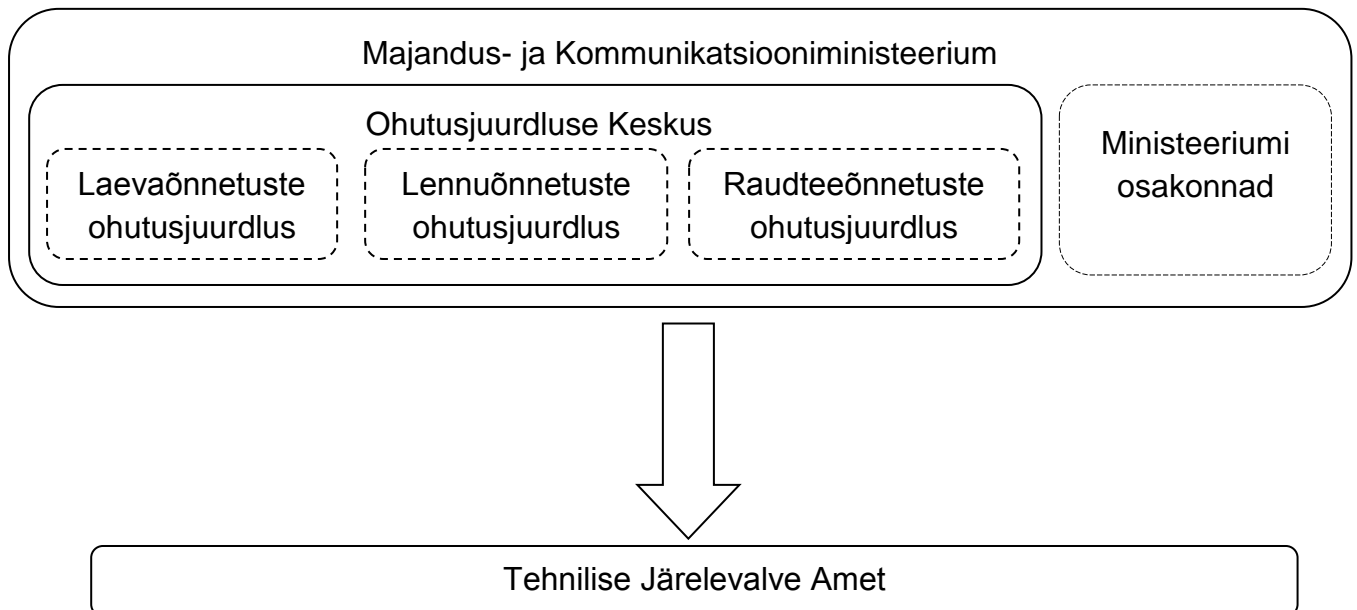 Majandus- ja Kommunikatsiooniministeerium
Ohutusjuurdluse Keskus
Laevaõnnetuste
ohutusjuurdlus
Lennuõnnetuste
ohutusjuurdlus
Raudteeõnnetuste
ohutusjuurdlus
Ministeeriumi
osakonnad
Tehnilise Järelevalve Amet